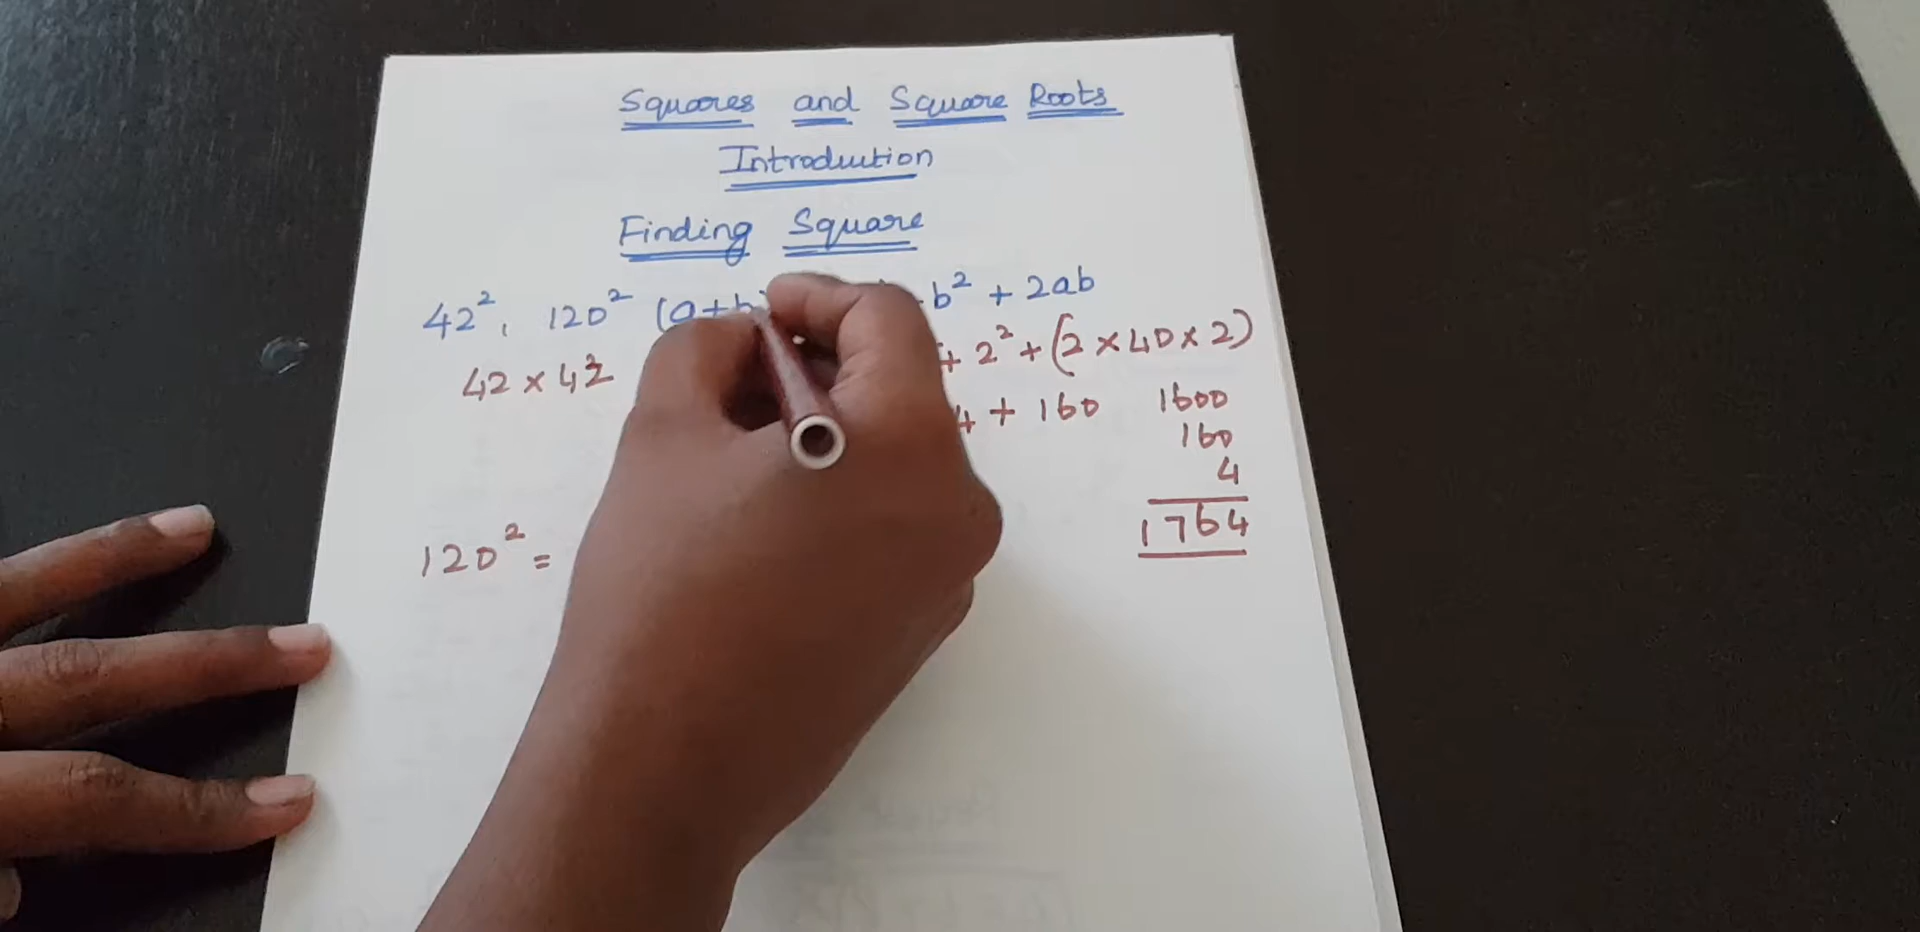 Squares and Square Roots
Introduction
Finding Square
42², 120² (a+b) b² + 2ab
42 × 42 + 2² + (2 × 40 × 2)
4 + 160 1600
160
4
1764
120² =